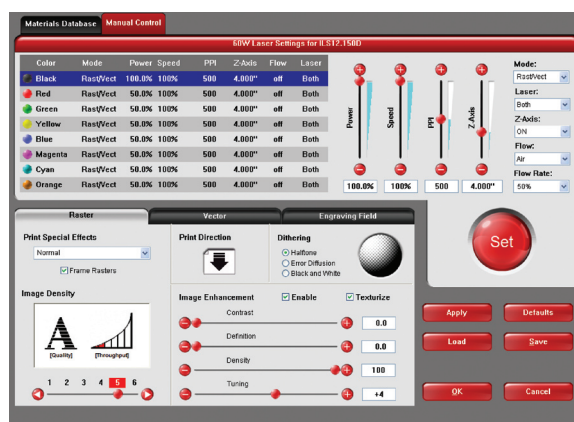 Materials Database Manual Control
60W Laser Settings for ILS12.150D
Color Mode Power Speed PPI Z-Axis Flow Laser
Black Rast/Vect 100.0% 100% 500 4.000" off Both
Red Rast/Vect 50.0% 100% 500 4.000" off Both
Green Rast/Vect 50.0% 100% 500 4.000" off Both
Yellow Rast/Vect 50.0% 100% 500 4.000" off Both
Blue Rast/Vect 50.0% 100% 500 4.000" off Both
Magenta Rast/Vect 50.0% 100% 500 4.000" off Both
Cyan Rast/Vect 50.0% 100% 500 4.000" off Both
Orange Rast/Vect 50.0% 100% 500 4.000" off Both
Power Speed PPI Z-Axis
100.0% 100% 500 4.000"
Mode:
Rast/Vect
Laser:
Both
Z-Axis:
ON
Flow:
Air
Flow Rate:
50%
Set
Raster Vector Engraving Field
Print Special Effects
Normal
Frame Rasters
Print Direction
Dithering
Halftone
Error Diffusion
Black and White
Image Density
A
[Quality] [Throughput]
1 2 3 4 5 6
Image Enhancement Enable Texturize
Contrast
0.0
Definition
0.0
Density
100
Tuning
+4
Apply Defaults
Load Save
OK Cancel